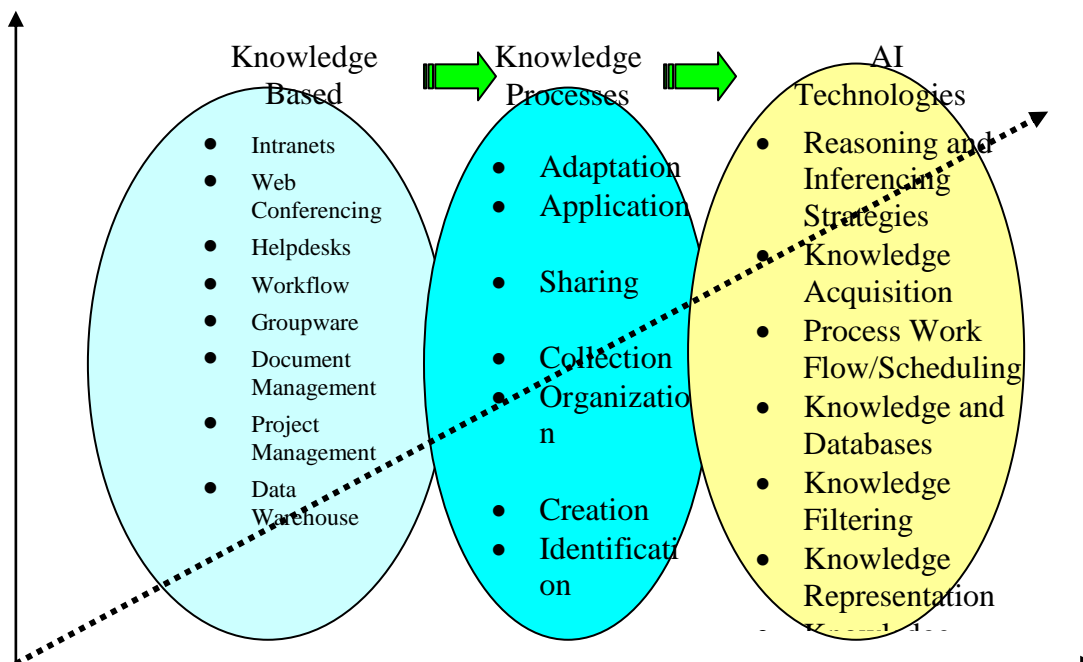 Knowledge
Based
• Intranets
• Web
Conferencing
• Helpdesks
• Workflow
• Groupware
• Document
Management
• Project
Management
• Data
Warehouse
Knowledge
Processes
• Adaptation
• Application
• Sharing
• Collection
• Organizatio
n
• Creation
• Identificati
on
AI
Technologies
• Reasoning and
Inferencing
Strategies
• Knowledge
Acquisition
• Process Work
Flow/Scheduling
• Knowledge and
Databases
• Knowledge
Filtering
• Knowledge
Representation
• Knowledge